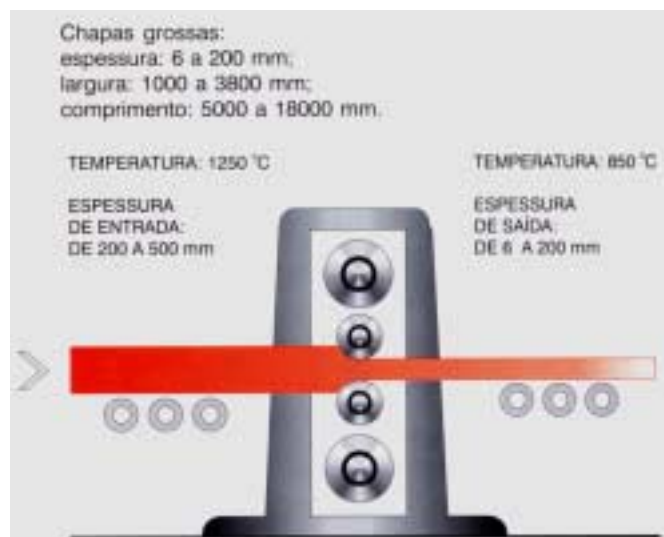 Chapas grossas:
espessura: 6 a 200 mm;
largura: 1000 a 3800 mm;
comprimento: 5000 a 18000 mm.
TEMPERATURA: 1250 °C
ESPESSURA
DE ENTRADA:
DE 200 A 500 mm
TEMPERATURA: 850 °C
ESPESSURA
DE SAÍDA:
DE 6 A 200 mm